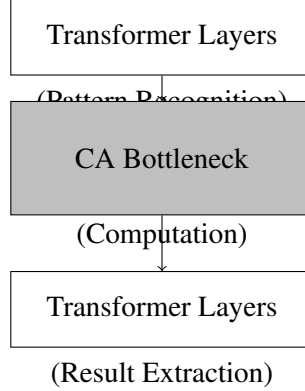 Transformer Layers
(Pattern Recognition)
CA Bottleneck
(Computation)
Transformer Layers
(Result Extraction)